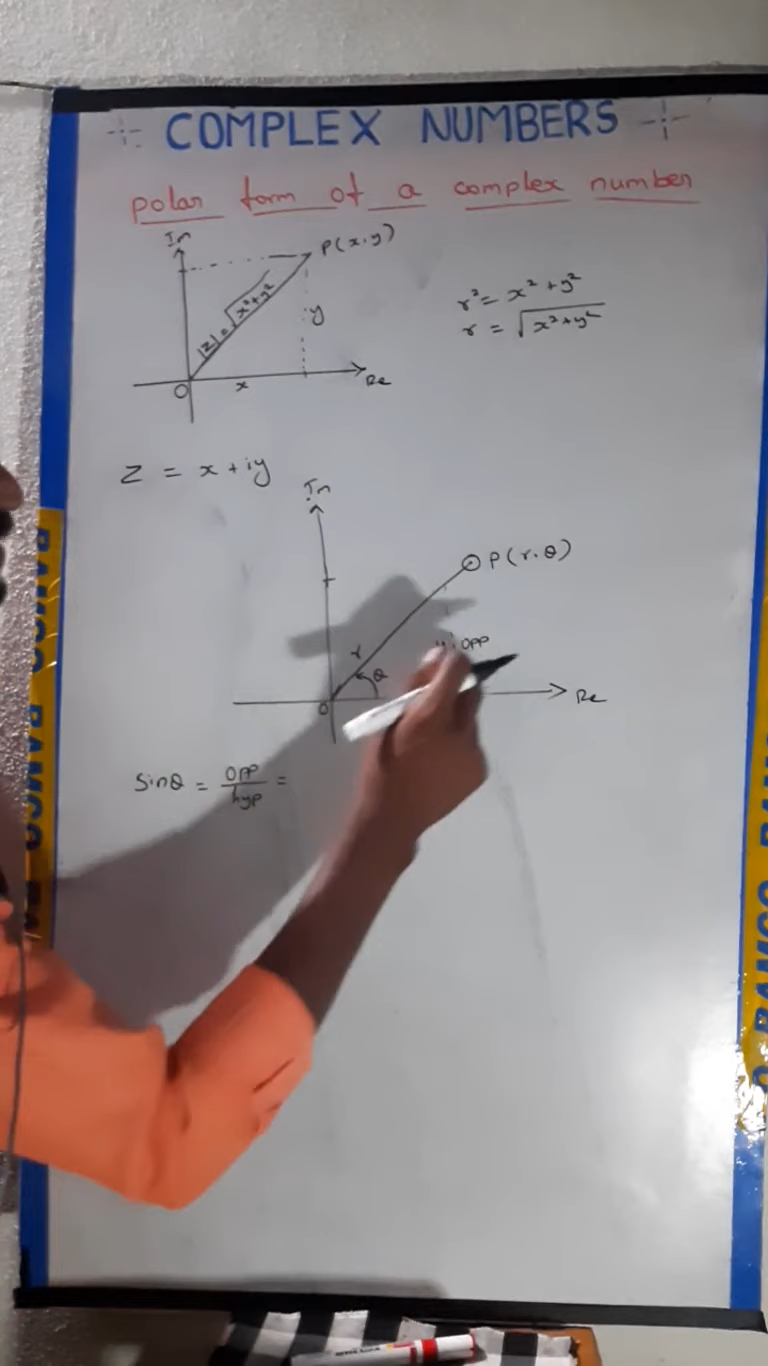 COMPLEX NUMBERS
polar form of a complex number
Im
P(x,y)
|z| = √x²+y²
y
O
x
Re
r² = x² + y²
r = √x²+y²
Z = x + iy
Im
P(r,θ)
r
θ
opp
O
Re
Sinθ = opp/hyp =